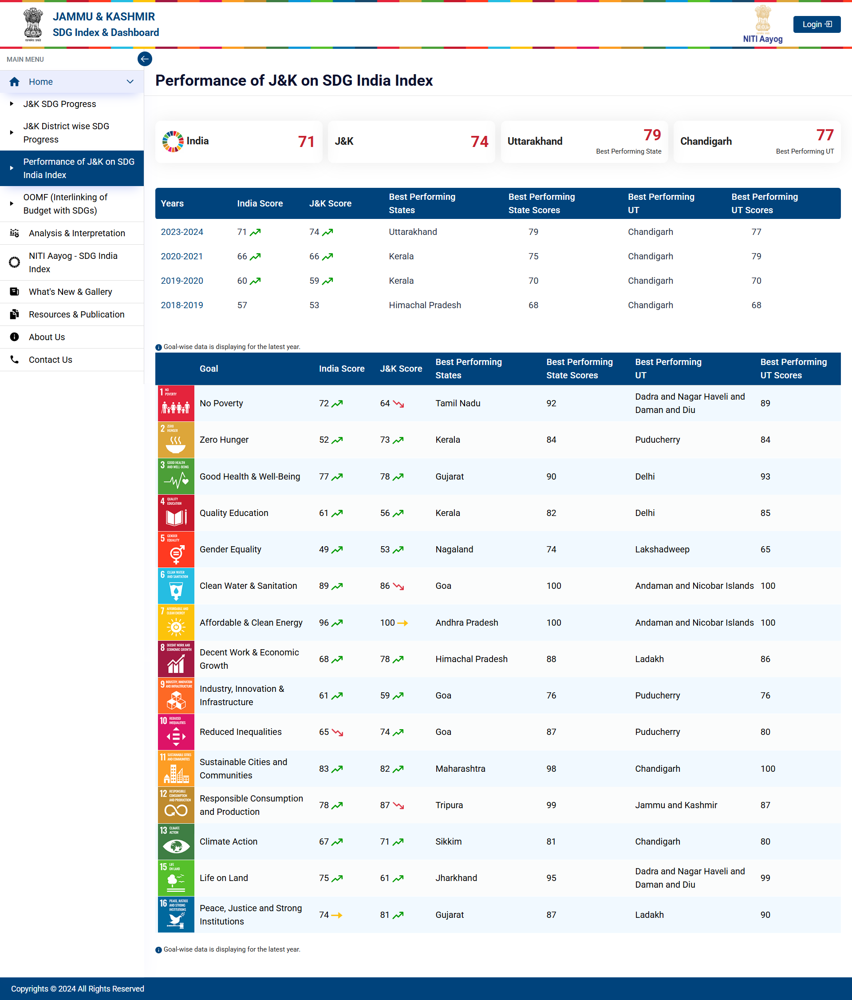 JAMMU & KASHMIR
SDG Index & Dashboard
सत्यमेव जयते
NITI Aayog
Login
MAIN MENU
Home
J&K SDG Progress
J&K District wise SDG
Progress
Performance of J&K on SDG
India Index
OOMF (Interlinking of
Budget with SDGs)
Analysis & Interpretation
NITI Aayog - SDG India
Index
What's New & Gallery
Resources & Publication
About Us
Contact Us
Performance of J&K on SDG India Index
India 71
J&K 74
Uttarakhand 79
Best Performing State
Chandigarh 77
Best Performing UT
Years India Score J&K Score Best Performing States Best Performing State Scores Best Performing UT Best Performing UT Scores
2023-2024 71 74 Uttarakhand 79 Chandigarh 77
2020-2021 66 66 Kerala 75 Chandigarh 79
2019-2020 60 59 Kerala 70 Chandigarh 70
2018-2019 57 53 Himachal Pradesh 68 Chandigarh 68
Goal-wise data is displaying for the latest year.
Goal India Score J&K Score Best Performing States Best Performing State Scores Best Performing UT Best Performing UT Scores
1 NO POVERTY No Poverty 72 64 Tamil Nadu 92 Dadra and Nagar Haveli and Daman and Diu 89
2 ZERO HUNGER Zero Hunger 52 73 Kerala 84 Puducherry 84
3 GOOD HEALTH AND WELL-BEING Good Health & Well-Being 77 78 Gujarat 90 Delhi 93
4 QUALITY EDUCATION Quality Education 61 56 Kerala 82 Delhi 85
5 GENDER EQUALITY Gender Equality 49 53 Nagaland 74 Lakshadweep 65
6 CLEAN WATER AND SANITATION Clean Water & Sanitation 89 86 Goa 100 Andaman and Nicobar Islands 100
7 AFFORDABLE AND CLEAN ENERGY Affordable & Clean Energy 96 100 Andhra Pradesh 100 Andaman and Nicobar Islands 100
8 DECENT WORK AND ECONOMIC GROWTH Decent Work & Economic Growth 68 78 Himachal Pradesh 88 Ladakh 86
9 INDUSTRY, INNOVATION AND INFRASTRUCTURE Industry, Innovation & Infrastructure 61 59 Goa 76 Puducherry 76
10 REDUCED INEQUALITIES Reduced Inequalities 65 74 Goa 87 Puducherry 80
11 SUSTAINABLE CITIES AND COMMUNITIES Sustainable Cities and Communities 83 82 Maharashtra 98 Chandigarh 100
12 RESPONSIBLE CONSUMPTION AND PRODUCTION Responsible Consumption and Production 78 87 Tripura 99 Jammu and Kashmir 87
13 CLIMATE ACTION Climate Action 67 71 Sikkim 81 Chandigarh 80
15 LIFE ON LAND Life on Land 75 61 Jharkhand 95 Dadra and Nagar Haveli and Daman and Diu 99
16 PEACE, JUSTICE AND STRONG INSTITUTIONS Peace, Justice and Strong Institutions 74 81 Gujarat 87 Ladakh 90
Goal-wise data is displaying for the latest year.
Copyrights © 2024 All Rights Reserved